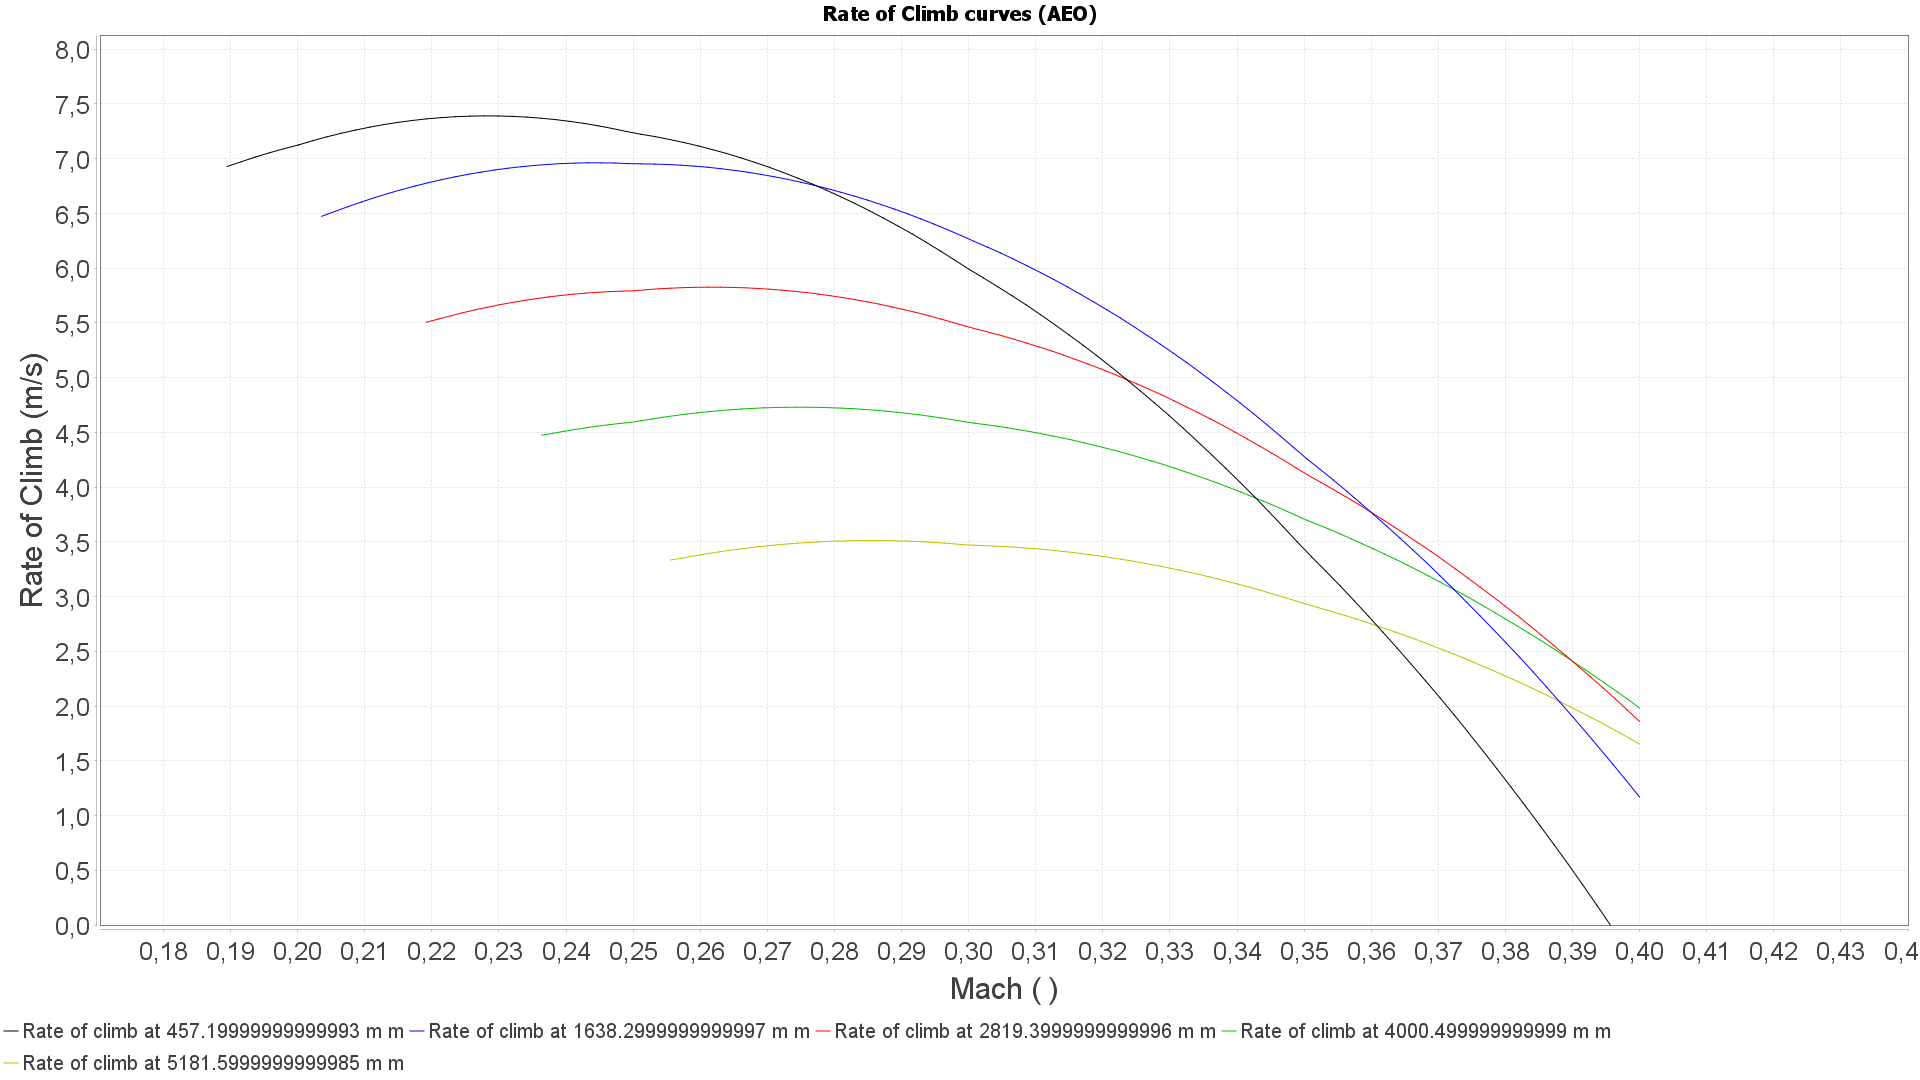 Rate of Climb curves (AEO)
8,0
7,5
7,0
6,5
6,0
5,5
5,0
4,5
4,0
3,5
3,0
2,5
2,0
1,5
1,0
0,5
0,0
Rate of Climb (m/s)
0,18 0,19 0,20 0,21 0,22 0,23 0,24 0,25 0,26 0,27 0,28 0,29 0,30 0,31 0,32 0,33 0,34 0,35 0,36 0,37 0,38 0,39 0,40 0,41 0,42 0,43 0,4
Mach ( )
Rate of climb at 457.19999999999993 m m Rate of climb at 1638.2999999999997 m m Rate of climb at 2819.3999999999996 m m Rate of climb at 4000.499999999999 m m
Rate of climb at 5181.5999999999985 m m